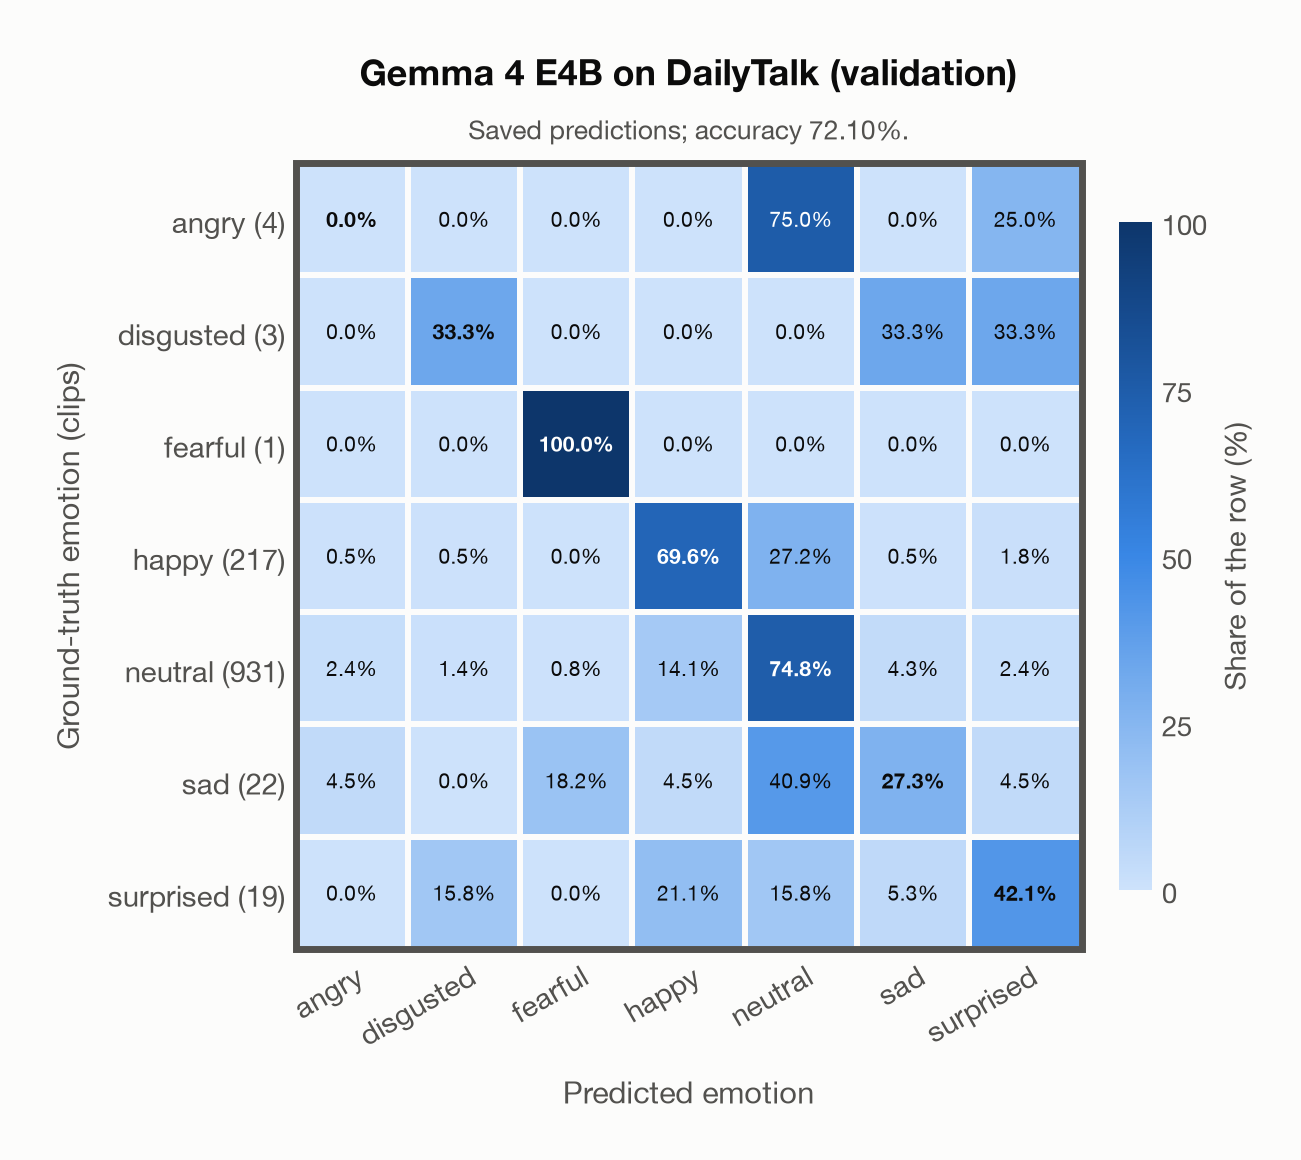 Gemma 4 E4B on DailyTalk (validation)
Saved predictions; accuracy 72.10%.
Ground-truth emotion (clips)
angry (4) 0.0% 0.0% 0.0% 0.0% 75.0% 0.0% 25.0%
disgusted (3) 0.0% 33.3% 0.0% 0.0% 0.0% 33.3% 33.3%
fearful (1) 0.0% 0.0% 100.0% 0.0% 0.0% 0.0% 0.0%
happy (217) 0.5% 0.5% 0.0% 69.6% 27.2% 0.5% 1.8%
neutral (931) 2.4% 1.4% 0.8% 14.1% 74.8% 4.3% 2.4%
sad (22) 4.5% 0.0% 18.2% 4.5% 40.9% 27.3% 4.5%
surprised (19) 0.0% 15.8% 0.0% 21.1% 15.8% 5.3% 42.1%
angry disgusted fearful happy neutral sad surprised
Predicted emotion
100
75
50
25
0
Share of the row (%)